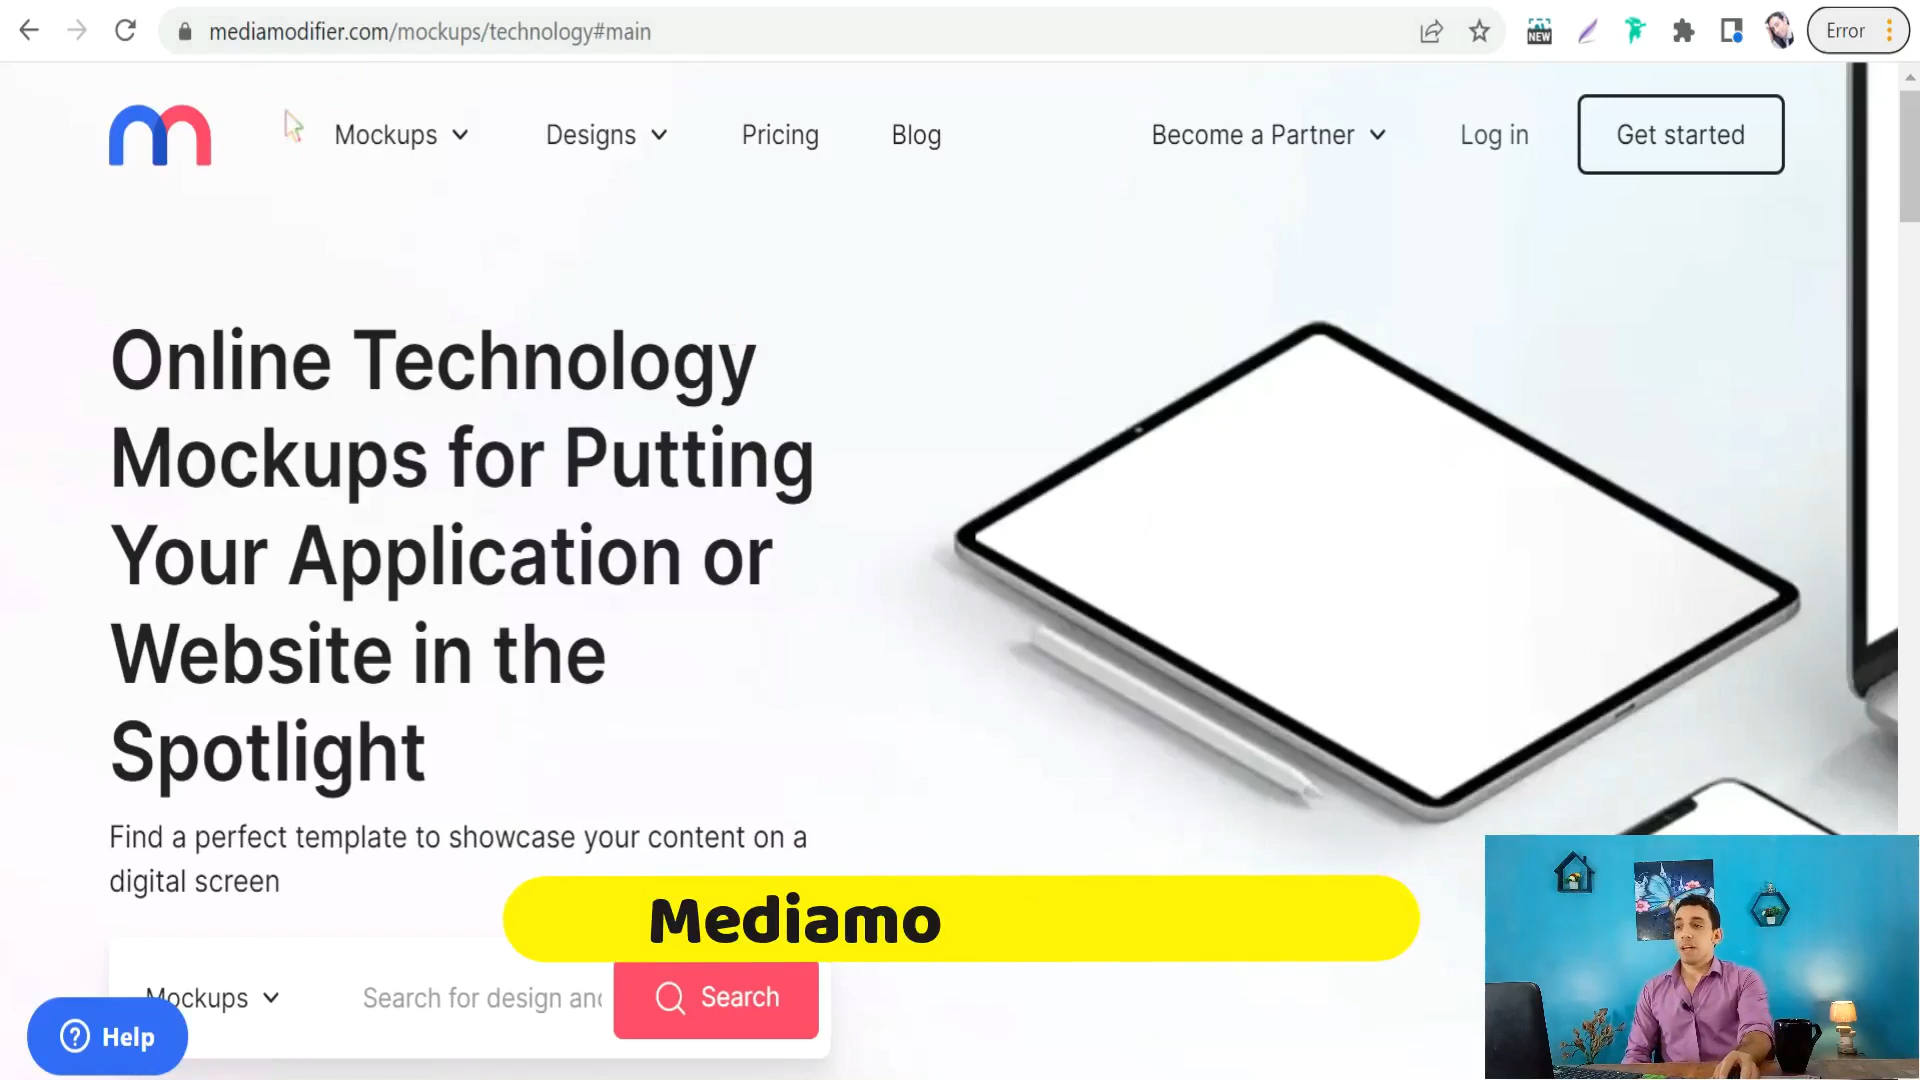 mediamodifier.com/mockups/technology#main
NEW
Error
m
Mockups
Designs
Pricing
Blog
Become a Partner
Log in
Get started
Online Technology
Mockups for Putting
Your Application or
Website in the
Spotlight
Find a perfect template to showcase your content on a
digital screen
Mediamo
Mockups
Search for design and
Search
Help